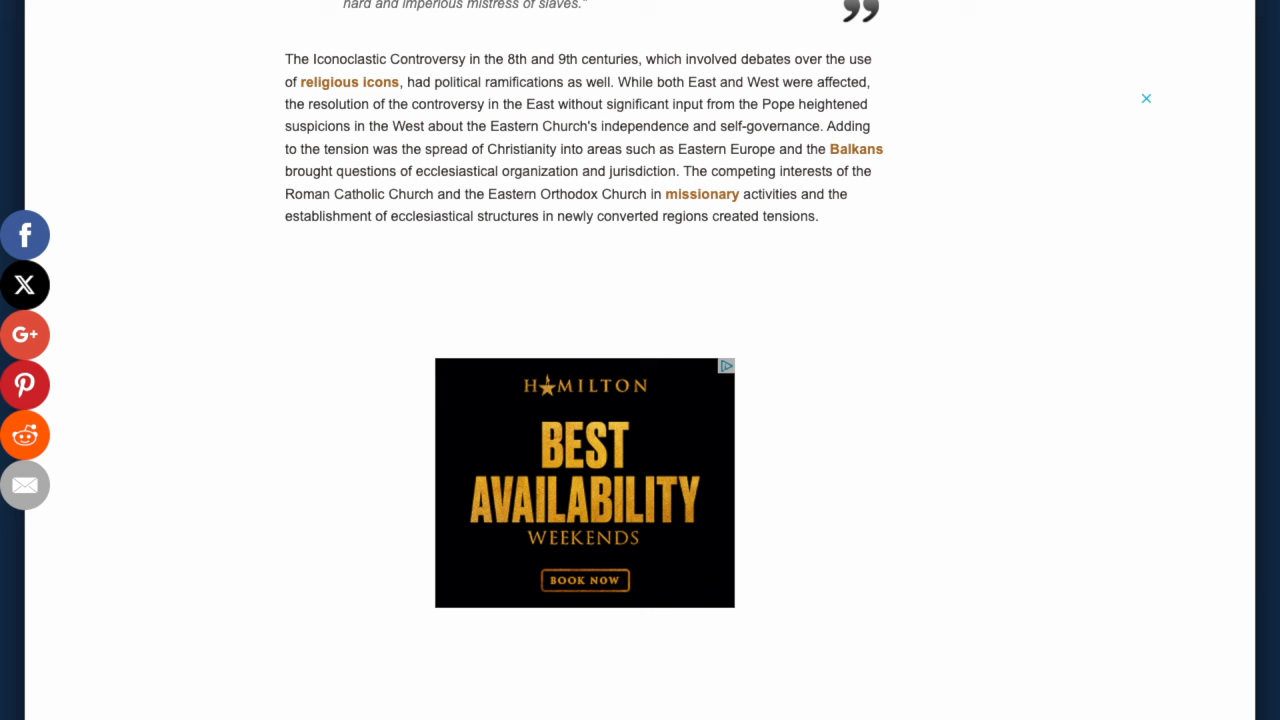 hard and imperious mistress of slaves."
The Iconoclastic Controversy in the 8th and 9th centuries, which involved debates over the use
of religious icons, had political ramifications as well. While both East and West were affected,
the resolution of the controversy in the East without significant input from the Pope heightened
suspicions in the West about the Eastern Church's independence and self-governance. Adding
to the tension was the spread of Christianity into areas such as Eastern Europe and the Balkans
brought questions of ecclesiastical organization and jurisdiction. The competing interests of the
Roman Catholic Church and the Eastern Orthodox Church in missionary activities and the
establishment of ecclesiastical structures in newly converted regions created tensions.
HAMILTON
BEST
AVAILABILITY
WEEKENDS
BOOK NOW